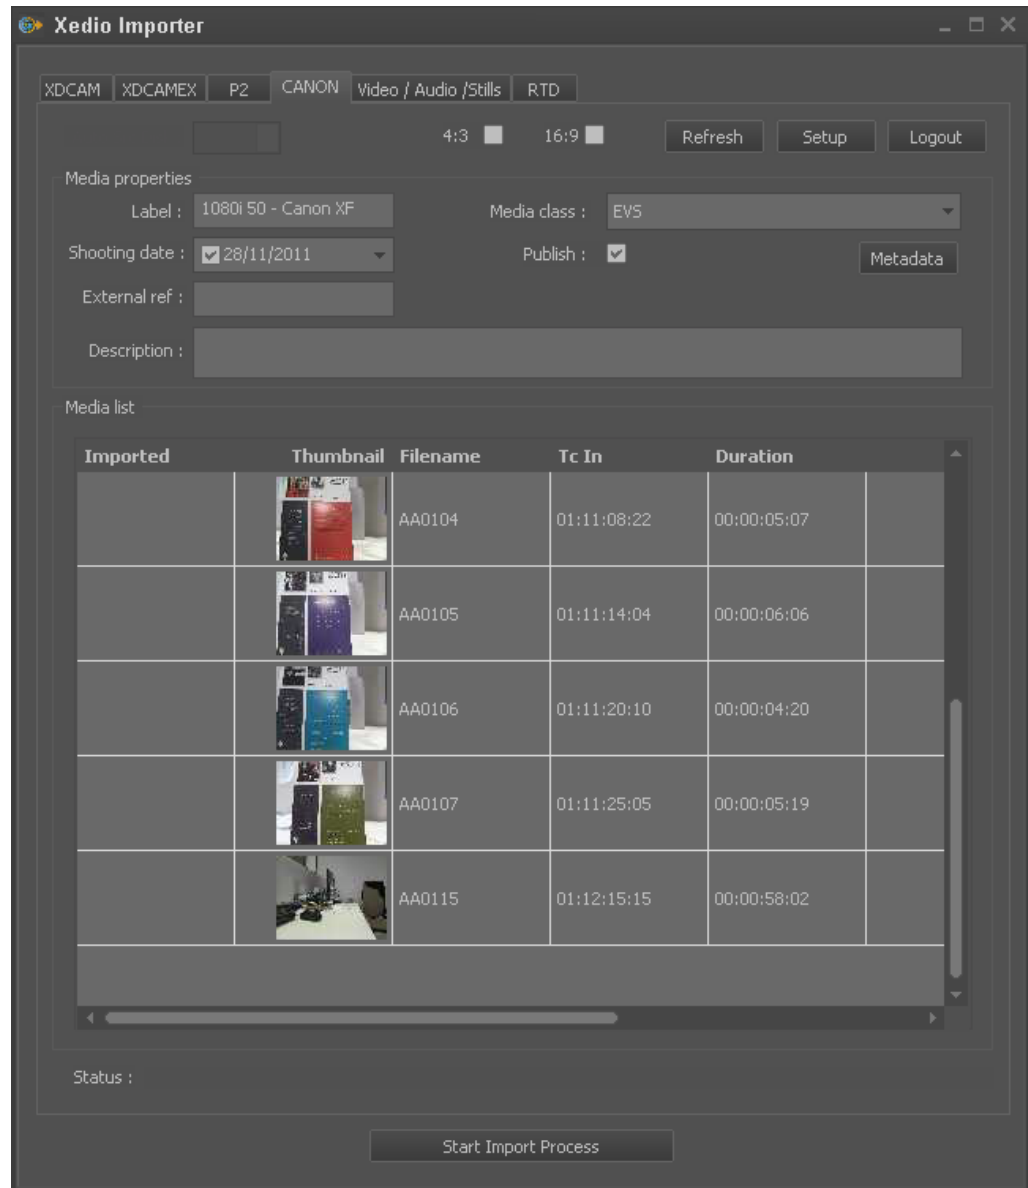 Xedio Importer
XDCAM XDCAMEX P2 CANON Video / Audio /Stills RTD
4:3 16:9 Refresh Setup Logout
Media properties
Label : 1080i 50 - Canon XF Media class : EVS
Shooting date : 28/11/2011 Publish : Metadata
External ref :
Description :
Media list
Imported Thumbnail Filename Tc In Duration
AA0104 01:11:08:22 00:00:05:07
AA0105 01:11:14:04 00:00:06:06
AA0106 01:11:20:10 00:00:04:20
AA0107 01:11:25:05 00:00:05:19
AA0115 01:12:15:15 00:00:58:02
Status :
Start Import Process